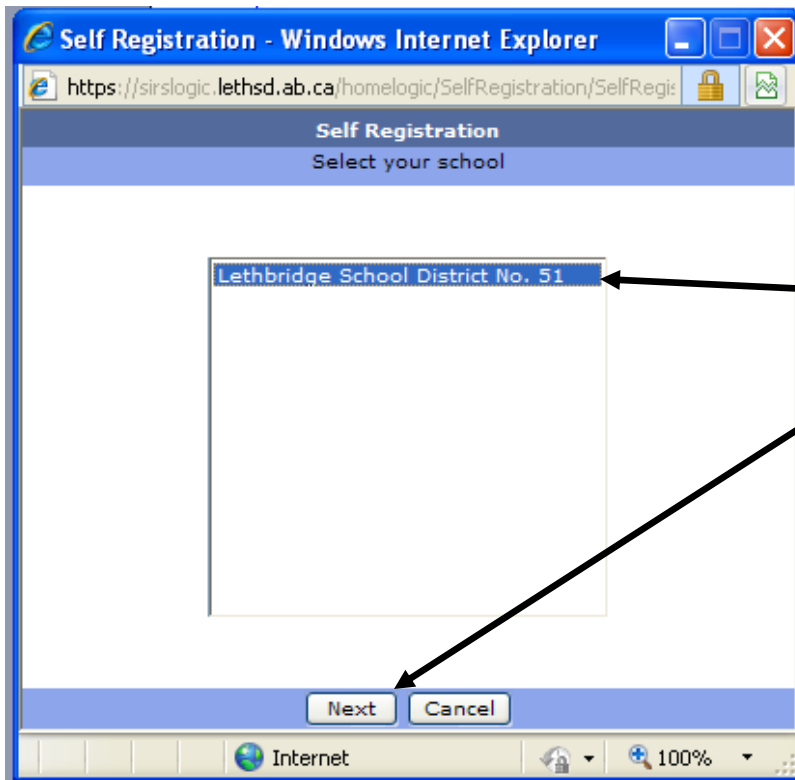 Self Registration - Windows Internet Explorer
https://sirslogic.lethsd.ab.ca/homelogic/SelfRegistration/SelfRegis
Self Registration
Select your school
Lethbridge School District No. 51
Next Cancel
Internet 100%